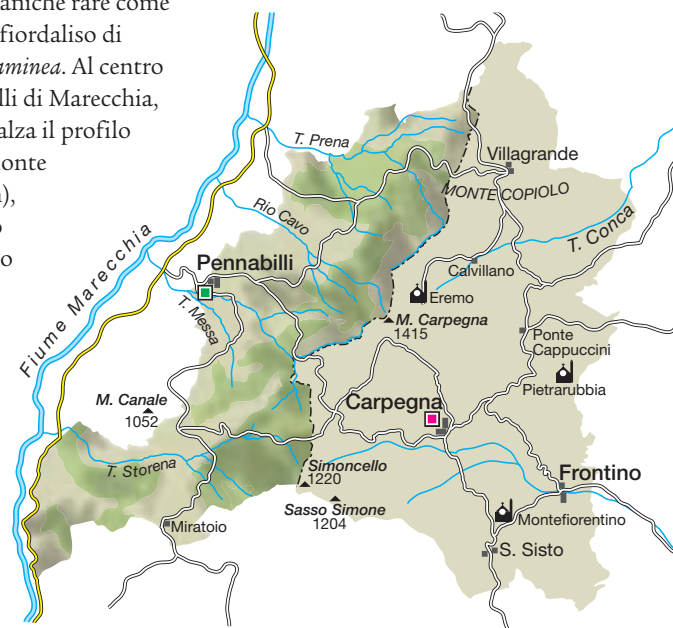 aniche rare come
fiordaliso di
aminea. Al centro
lli di Marecchia,
alza il profilo
onte
),
o
T. Prena
Villagrande
MONTE COPIOLO
Rio Cavo
T. Conca
Fiume Marecchia
Pennabilli
Calvillano
Eremo
T. Messa
M. Carpegna
1415
Ponte
Cappuccini
Pietrarubbia
M. Canale
1052
Carpegna
Simoncello
1220
T. Storena
Frontino
Sasso Simone
1204
Miratoio
Montefiorentino
S. Sisto